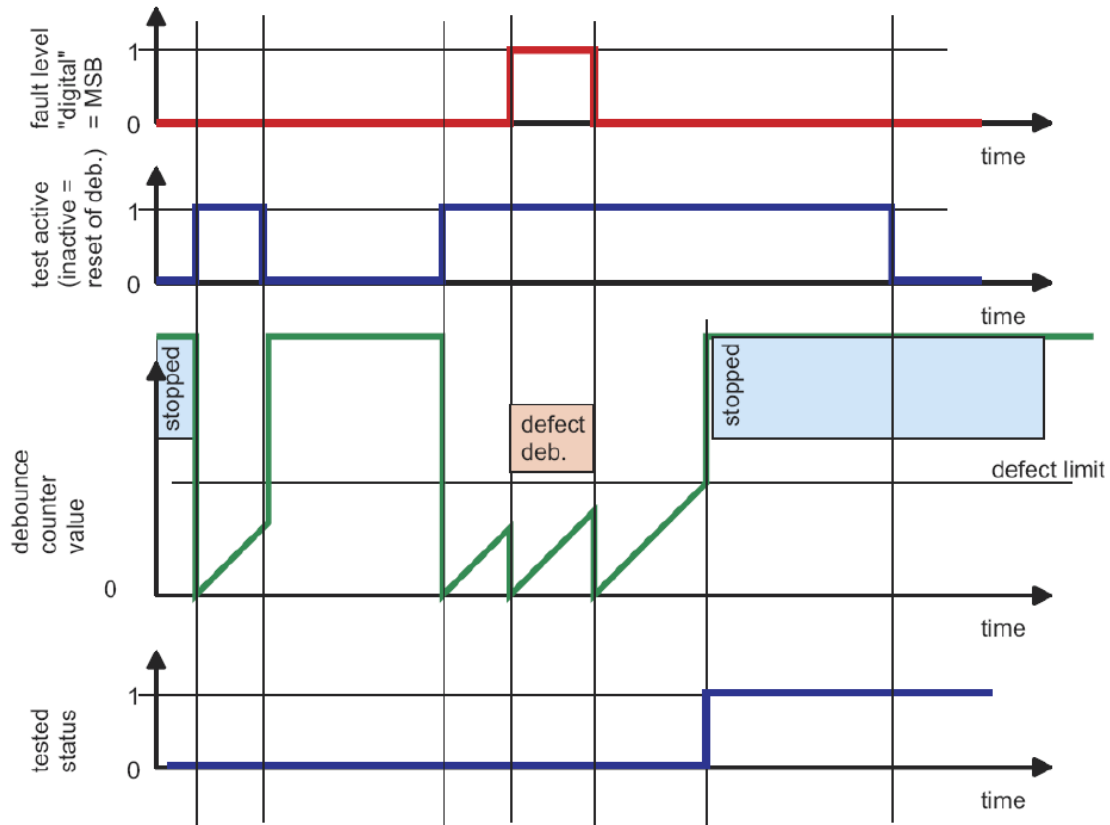 fault level
"digital"
= MSB
1
0
time
test active
(inactive =
reset of deb.)
1
0
time
stopped
defect
deb.
stopped
defect limit
debounce
counter
value
0
time
tested
status
1
0
time